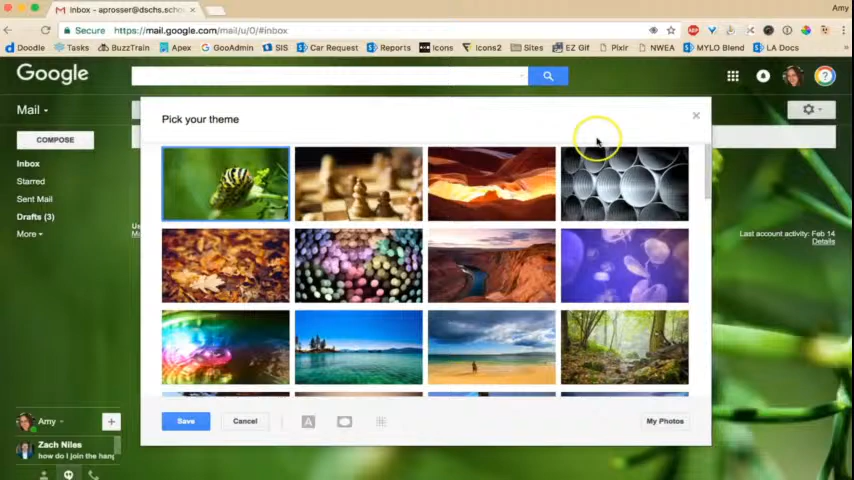 Inbox - aprosser@dschs.scho
Amy
Secure
https://mail.google.com/mail/u/0/#inbox
Doodle Tasks BuzzTrain Apex GooAdmin SIS Car Request Reports Icons Icons2 Sites EZ Gif Pixlr NWEA MYLO Blend LA Docs
Google
Mail
Pick your theme
COMPOSE
Inbox
Starred
Sent Mail
Drafts (3)
More
Last account activity: Feb 14
Details
Save Cancel A My Photos
Amy
Zach Niles
how do I join the hang